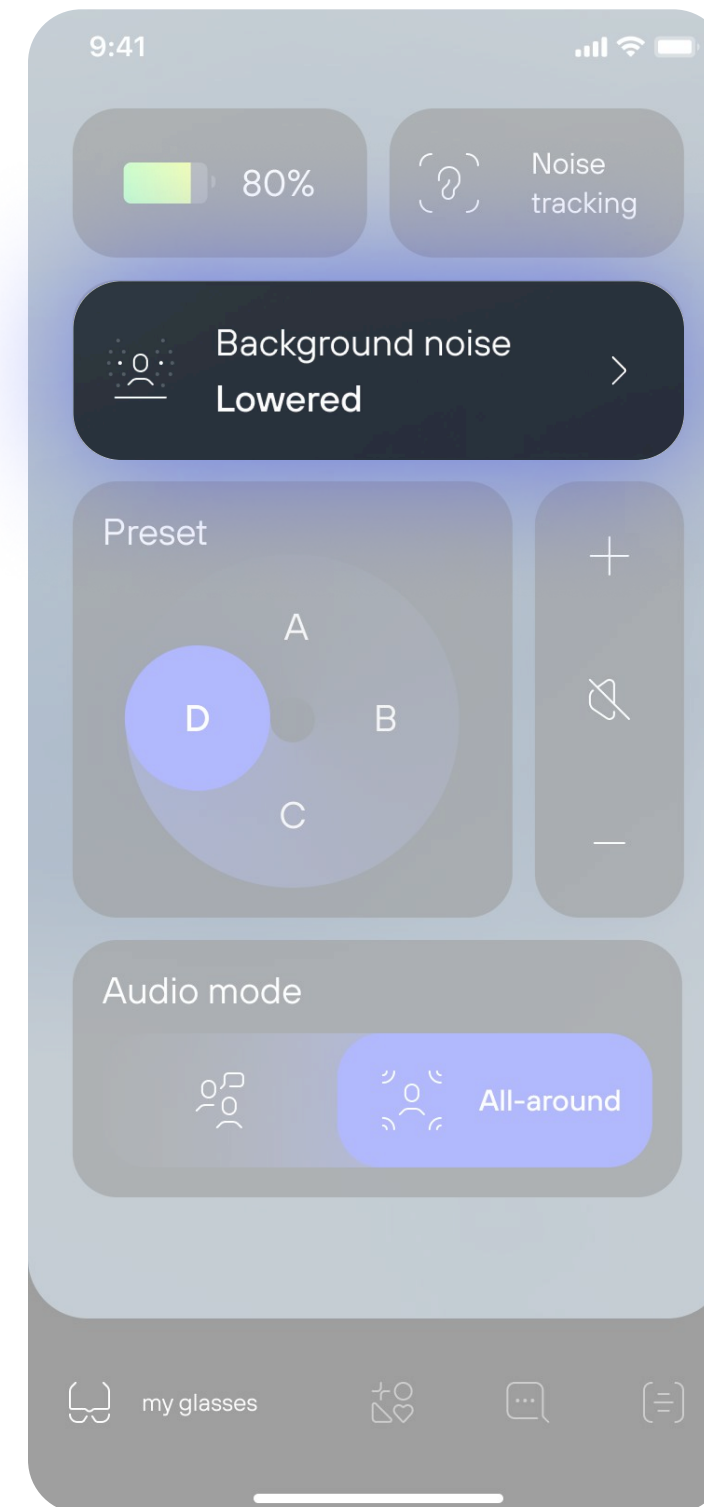 9:41
80%
Noise
tracking
Background noise
Lowered
Preset
A
D
B
C
Audio mode
All-around
my glasses